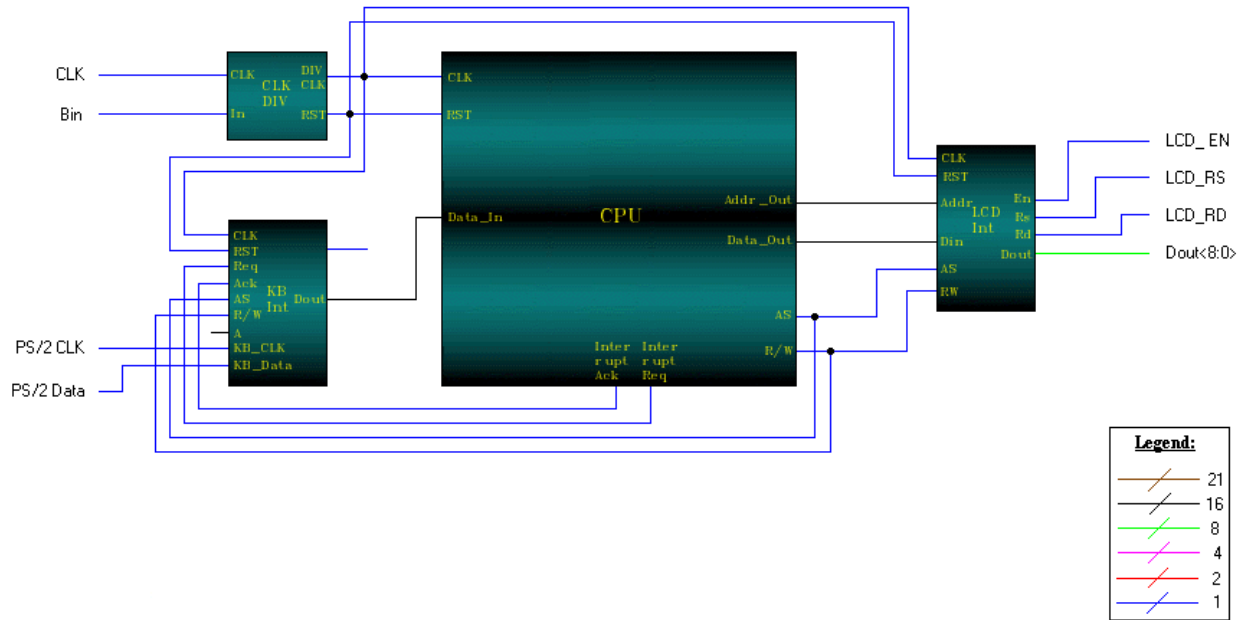 CLK
Bin
CLK
CLK
DIV
DIV
CLK
In
RST
CLK
RST
Data_In
CPU
Addr_Out
Data_Out
AS
R/W
Inter
rupt
Ack
Inter
rupt
Req
CLK
RST
Req
Ack
AS
R/W
A
KB_CLK
KB_Data
KB
Int
Dout
PS/2 CLK
PS/2 Data
CLK
RST
Addr
Din
AS
RW
LCD
Int
En
Rs
Rd
Dout
LCD_ EN
LCD_RS
LCD_RD
Dout<8:0>
Legend:
21
16
8
4
2
1